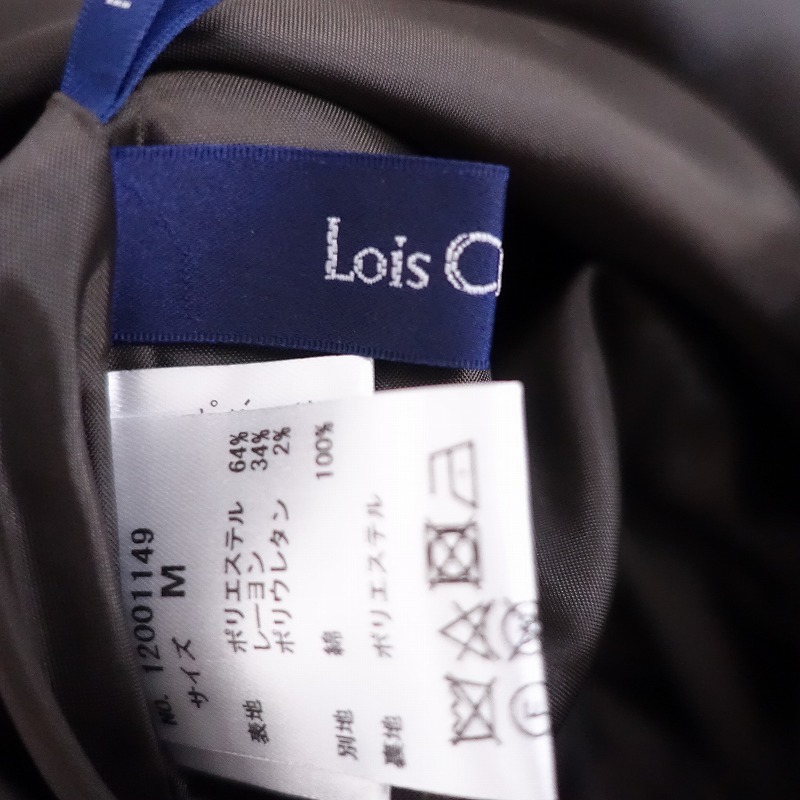 Lois C
NO. 12001149
サイズ M
表地 ポリエステル 64%
レーヨン 34%
ポリウレタン 2%
別地 綿 100%
裏地 ポリエステル